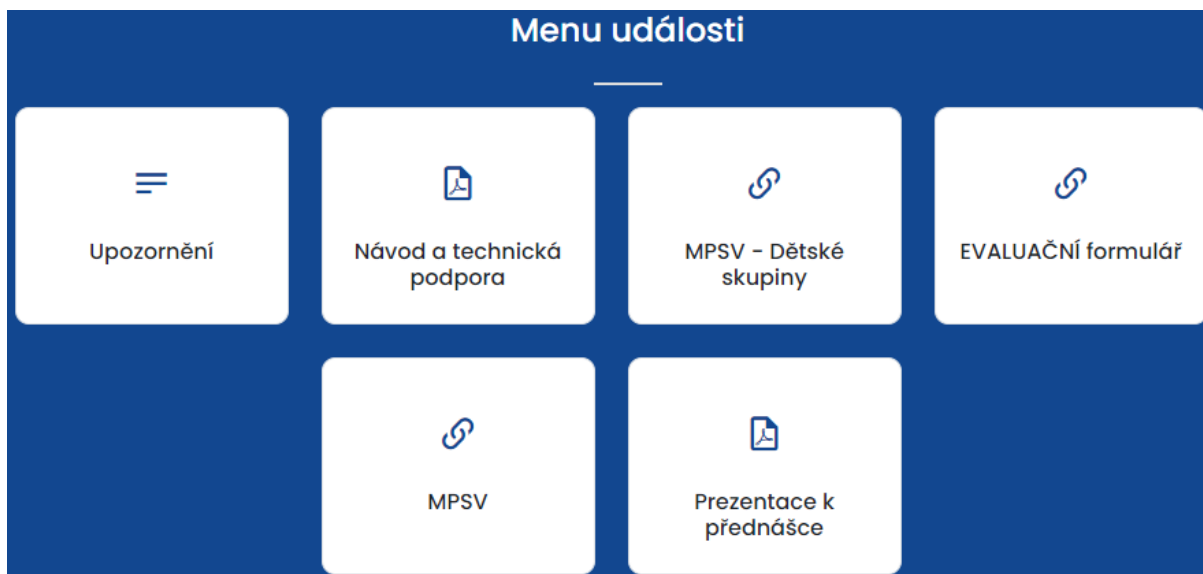 Menu události
Upozornění
Návod a technická
podpora
MPSV - Dětské
skupiny
EVALUAČNÍ formulář
MPSV
Prezentace k
přednášce